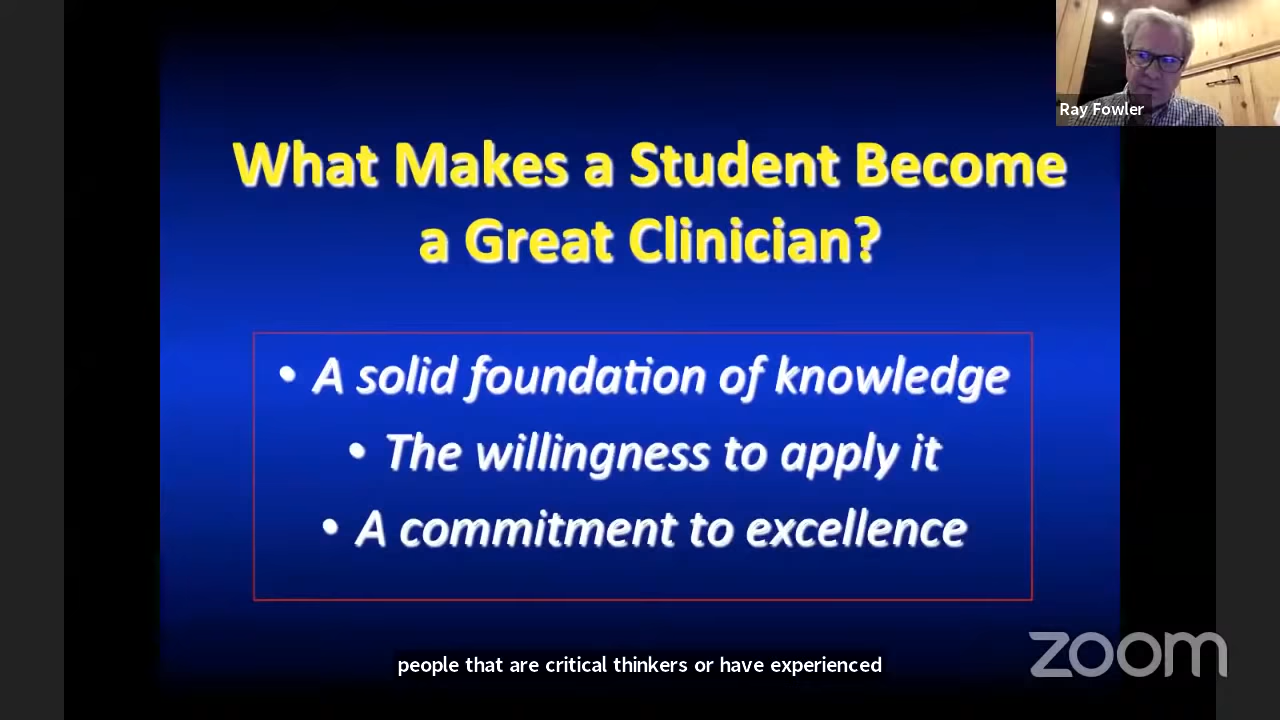 Ray Fowler
What Makes a Student Become
a Great Clinician?
• A solid foundation of knowledge
• The willingness to apply it
• A commitment to excellence
people that are critical thinkers or have experienced
zoom